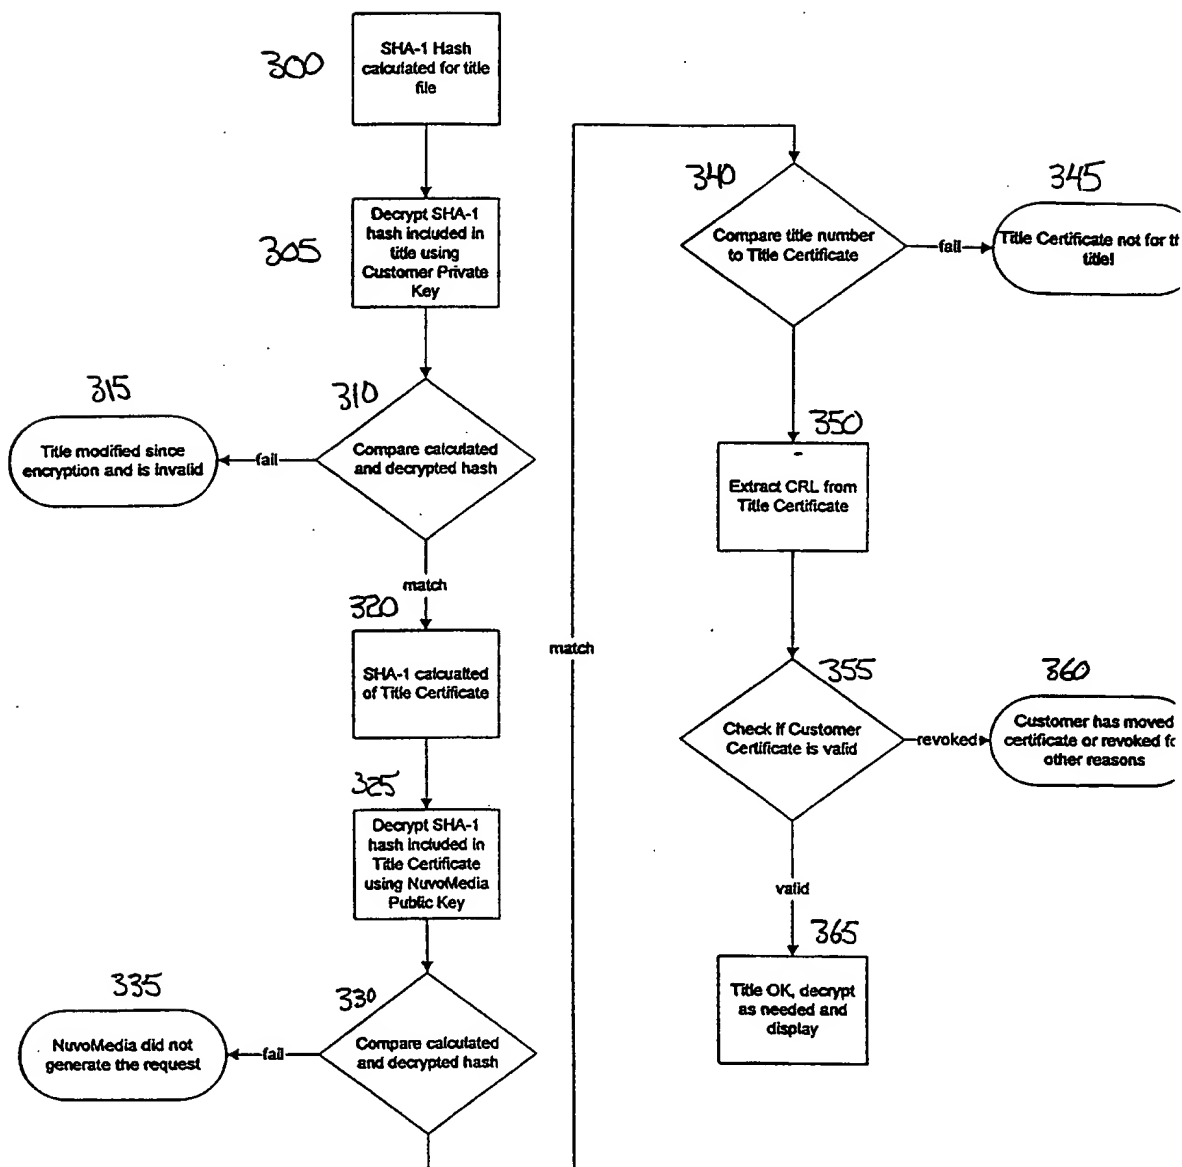 300
SHA-1 Hash
calculated for title
file
305
Decrypt SHA-1
hash included in
title using
Customer Private
Key
310
Compare calculated
and decrypted hash
fail
315
Title modified since
encryption and is invalid
match
320
SHA-1 calcualted
of Title Certificate
325
Decrypt SHA-1
hash included in
Title Certificate
using NuvoMedia
Public Key
330
Compare calculated
and decrypted hash
fail
335
NuvoMedia did not
generate the request
match
340
Compare title number
to Title Certificate
fail
345
Title Certificate not for th
title!
350
Extract CRL from
Title Certificate
355
Check if Customer
Certificate is valid
revoked
360
Customer has moved
certificate or revoked fo
other reasons
valid
365
Title OK, decrypt
as needed and
display